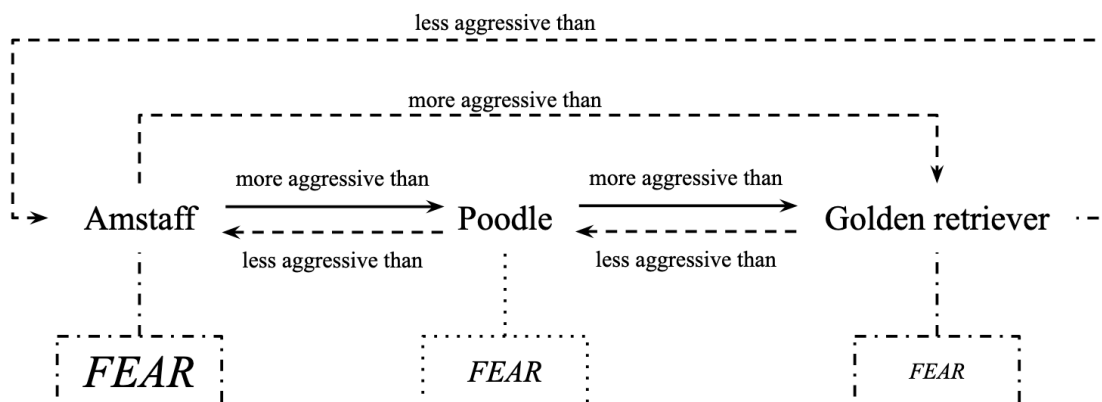 less aggressive than
more aggressive than
more aggressive than
more aggressive than
Amstaff
Poodle
Golden retriever
less aggressive than
less aggressive than
FEAR
FEAR
FEAR